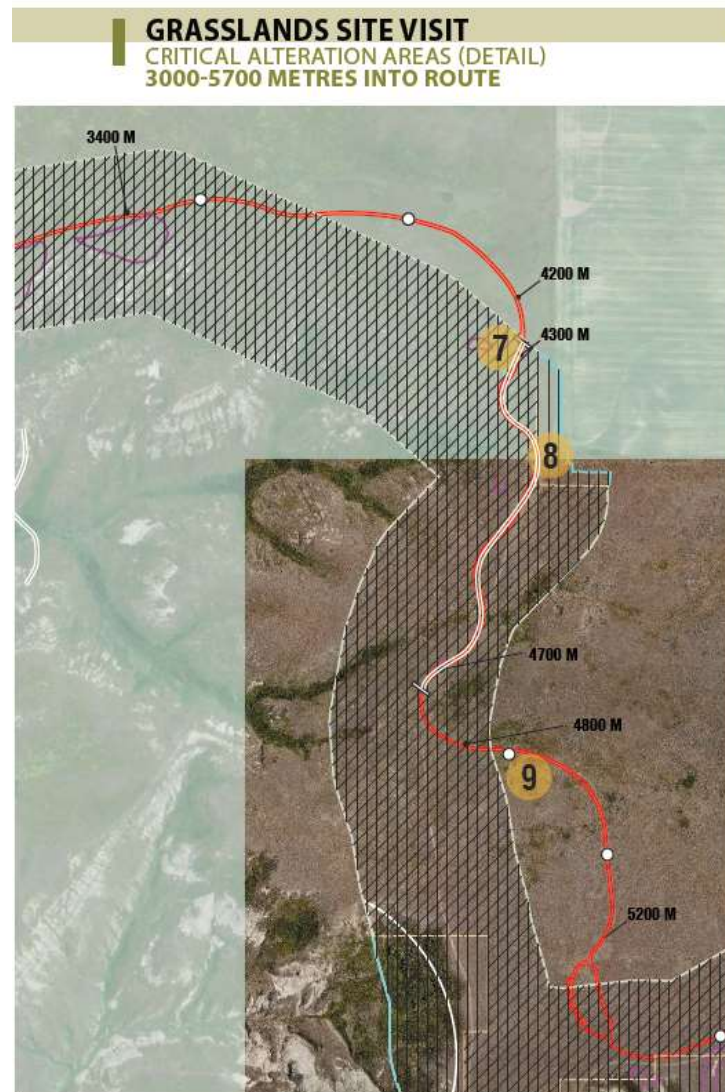 GRASSLANDS SITE VISIT
CRITICAL ALTERATION AREAS (DETAIL)
3000-5700 METRES INTO ROUTE
3400 M
4200 M
4300 M
7
8
4700 M
4800 M
9
5200 M